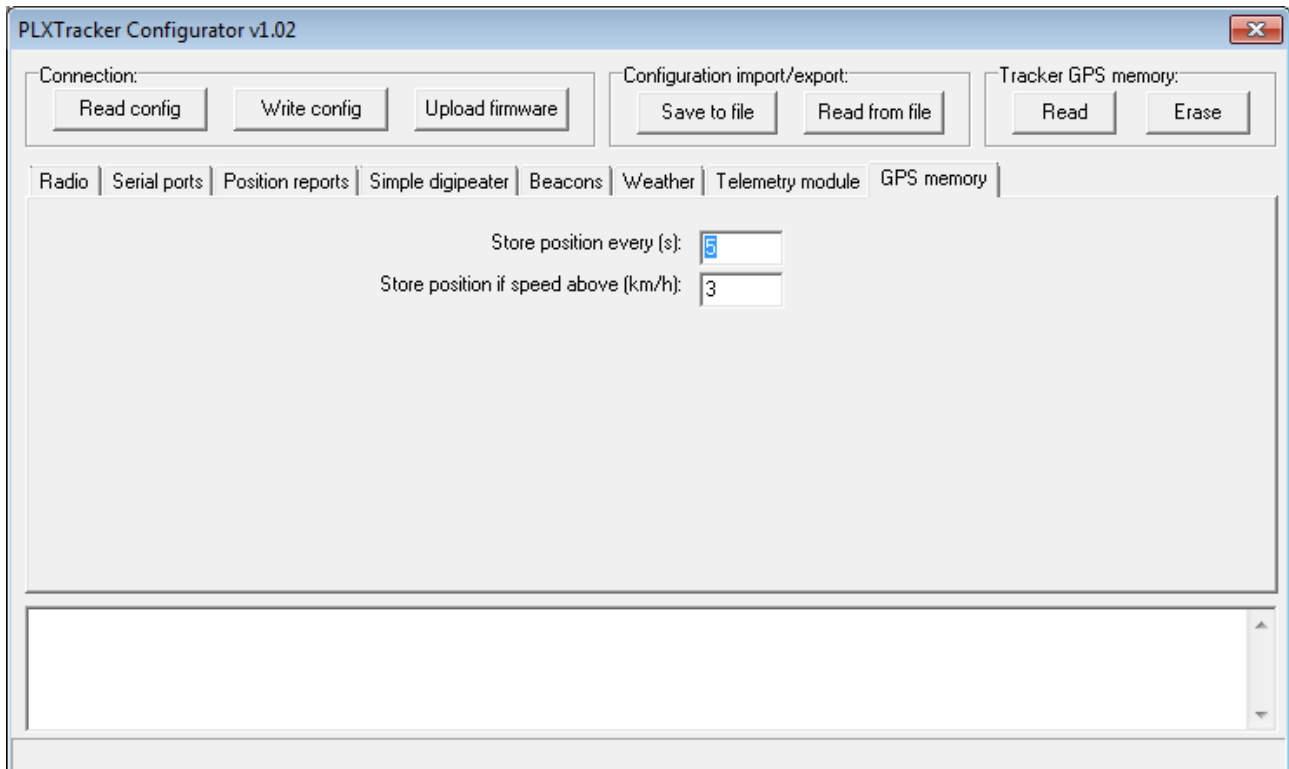 PLXTracker Configurator v1.02
Connection:
Read config Write config Upload firmware
Configuration import/export:
Save to file Read from file
Tracker GPS memory:
Read Erase
Radio Serial ports Position reports Simple digipeater Beacons Weather Telemetry module GPS memory
Store position every (s): 5
Store position if speed above (km/h): 3